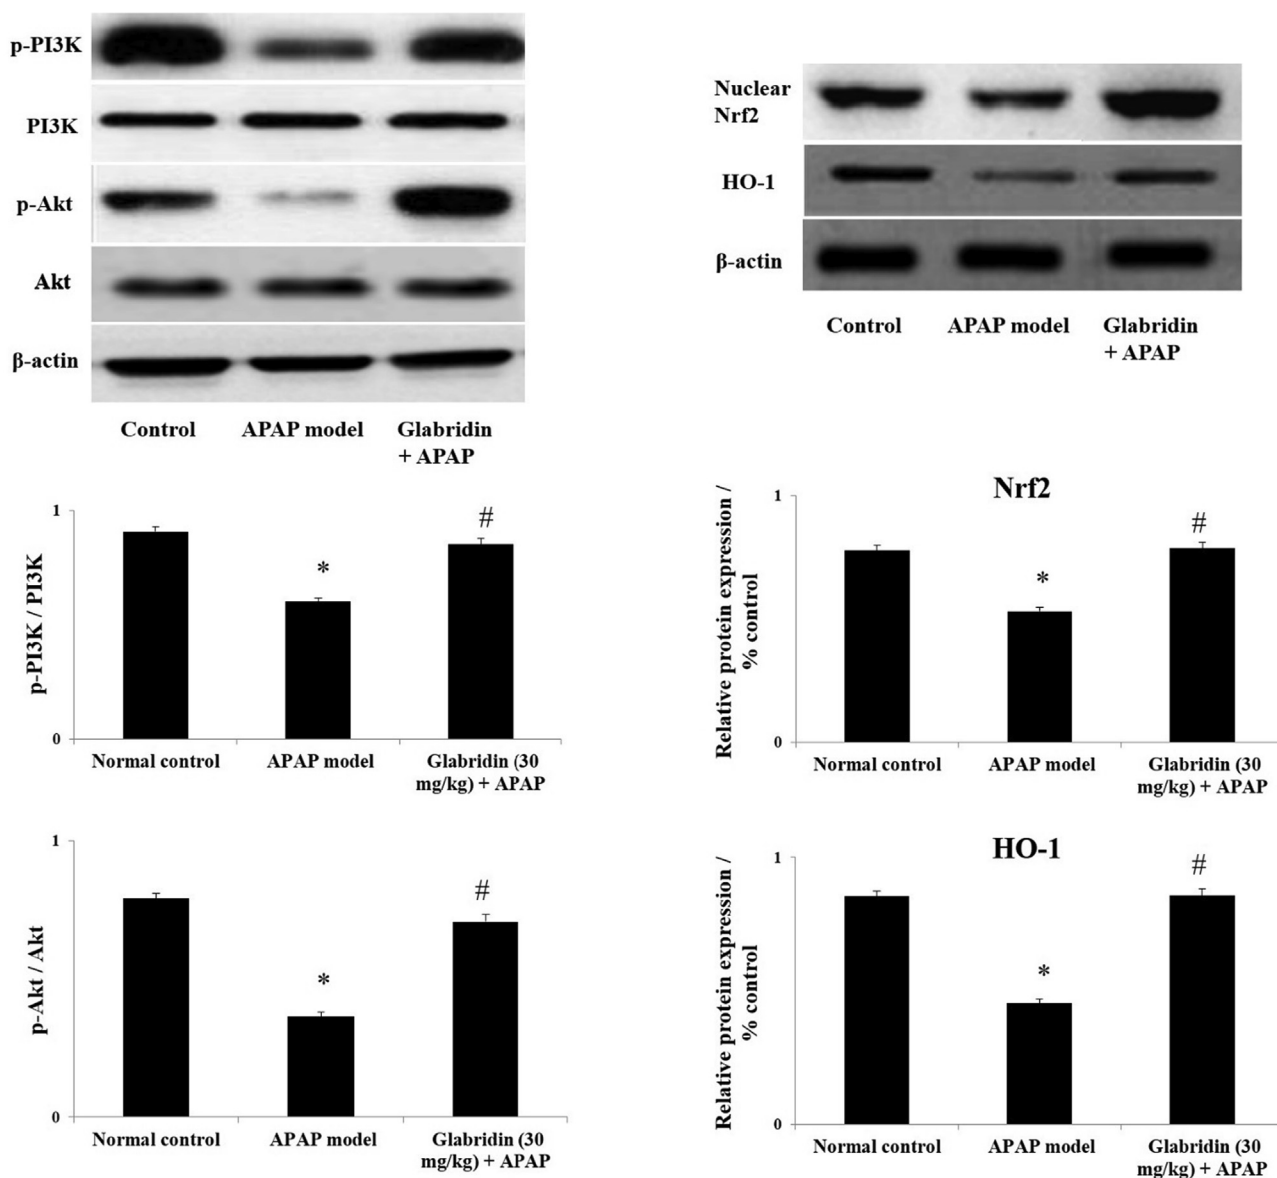 p-PI3K
PI3K
p-Akt
Akt
β-actin
Control APAP model Glabridin
+ APAP
Nuclear
Nrf2
HO-1
β-actin
Control APAP model Glabridin
+ APAP
p-PI3K / PI3K
1
0
*
#
Normal control APAP model Glabridin (30
mg/kg) + APAP
Nrf2
Relative protein expression /
% control
1
0
*
#
Normal control APAP model Glabridin (30
mg/kg) + APAP
p-Akt / Akt
1
0
*
#
Normal control APAP model Glabridin (30
mg/kg) + APAP
HO-1
Relative protein expression /
% control
1
0
*
#
Normal control APAP model Glabridin (30
mg/kg) + APAP